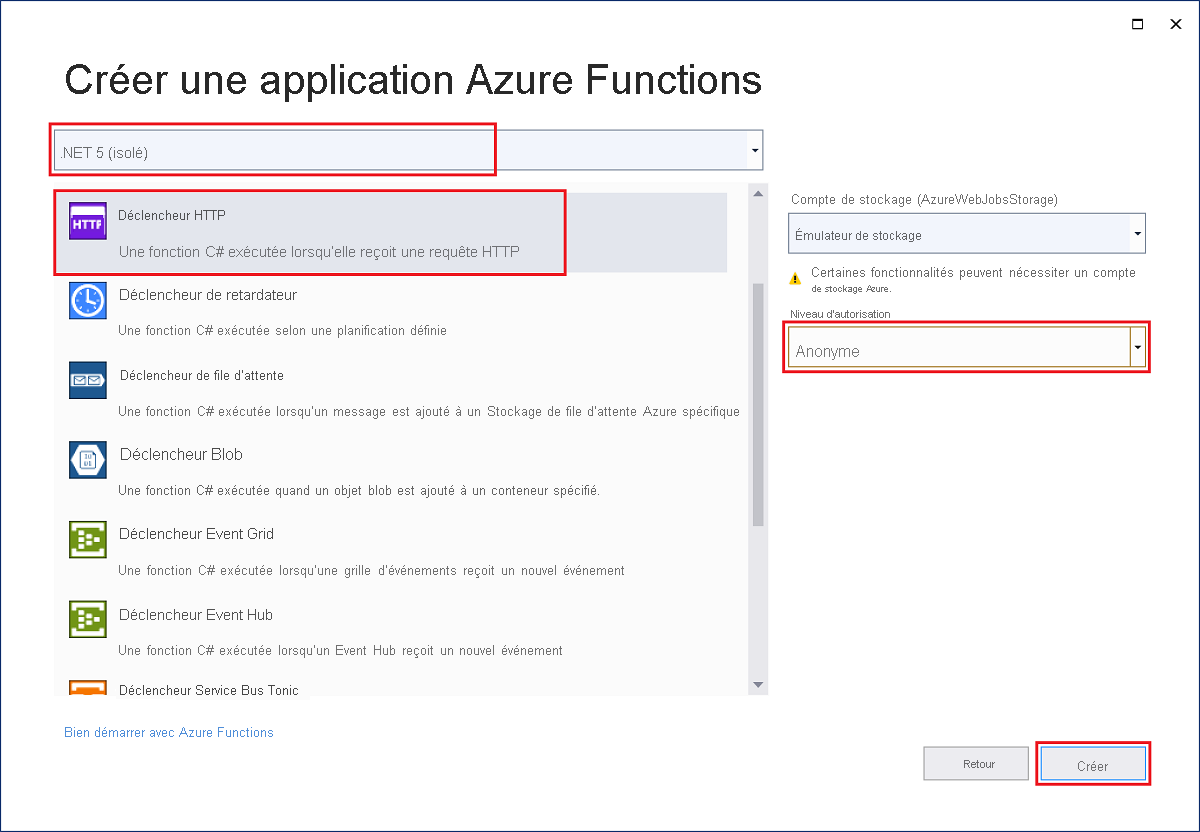 Créer une application Azure Functions
.NET 5 (isolé)
HTTP
Déclencheur HTTP
Une fonction C# exécutée lorsqu'elle reçoit une requête HTTP
Déclencheur de retardateur
Une fonction C# exécutée selon une planification définie
Déclencheur de file d'attente
Une fonction C# exécutée lorsqu'un message est ajouté à un Stockage de file d'attente Azure spécifique
Déclencheur Blob
Une fonction C# exécutée quand un objet blob est ajouté à un conteneur spécifié.
Déclencheur Event Grid
Une fonction C# exécutée lorsqu'une grille d'événements reçoit un nouvel événement
Déclencheur Event Hub
Une fonction C# exécutée lorsqu'un Event Hub reçoit un nouvel événement
Déclencheur Service Bus Tonic
Compte de stockage (AzureWebJobsStorage)
Émulateur de stockage
Certaines fonctionnalités peuvent nécessiter un compte
de stockage Azure.
Niveau d'autorisation
Anonyme
Bien démarrer avec Azure Functions
Retour
Créer